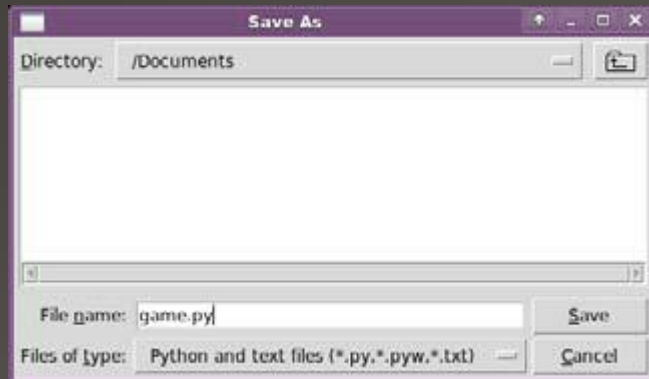 Save As
Directory: /Documents
File name: game.py
Save
Files of type: Python and text files (*.py,*.pyw,*.txt)
Cancel